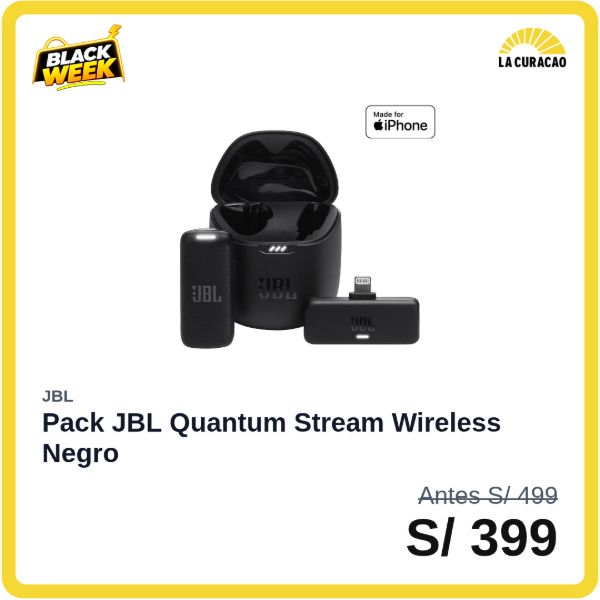 BLACK
WEEK
LA CURACAO
Made for
iPhone
JBL
JBL
JBL
JBL
Pack JBL Quantum Stream Wireless
Negro
Antes S/ 499
S/ 399